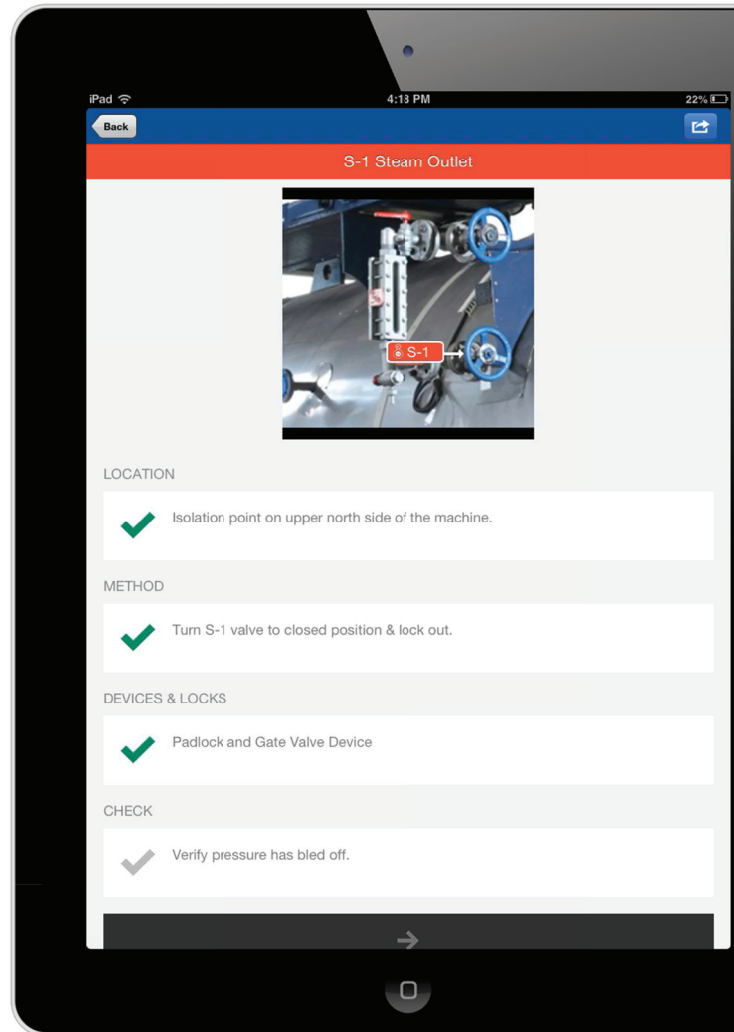 iPad
4:13 PM
22%
Back
S-1 Steam Outlet
S-1
LOCATION
Isolation point on upper north side of the machine.
METHOD
Turn S-1 valve to closed position & lock out.
DEVICES & LOCKS
Padlock and Gate Valve Device
CHECK
Verify pressure has bled off.